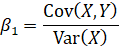 β₁ = Cov(X,Y) / Var(X)